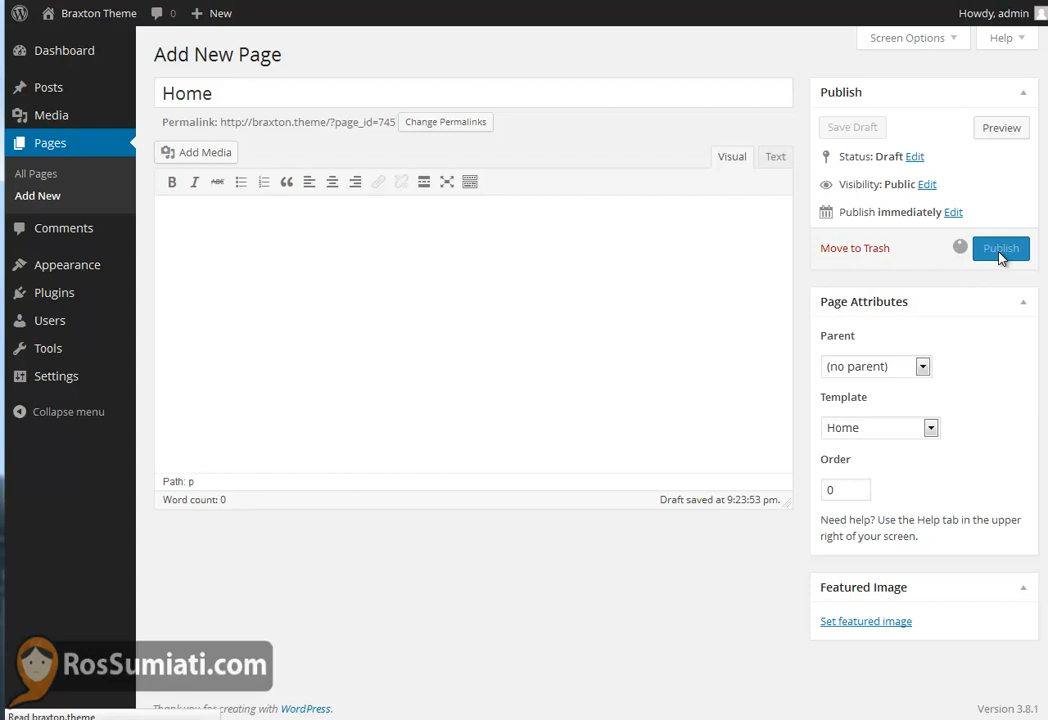 Braxton Theme 0 New Howdy, admin
Screen Options Help
Dashboard
Posts
Media
Pages
All Pages
Add New
Comments
Appearance
Plugins
Users
Tools
Settings
Collapse menu
Add New Page
Home
Permalink: http://braxton.theme/?page_id=745 Change Permalinks
Add Media
Visual Text
B I ABC
Path: p
Word count: 0 Draft saved at 9:23:53 pm.
Publish
Save Draft Preview
Status: Draft Edit
Visibility: Public Edit
Publish immediately Edit
Move to Trash Publish
Page Attributes
Parent
(no parent)
Template
Home
Order
0
Need help? Use the Help tab in the upper
right of your screen.
Featured Image
Set featured image
RosSumiati.com
Thank you for creating with WordPress. Version 3.8.1
Read braxton.theme